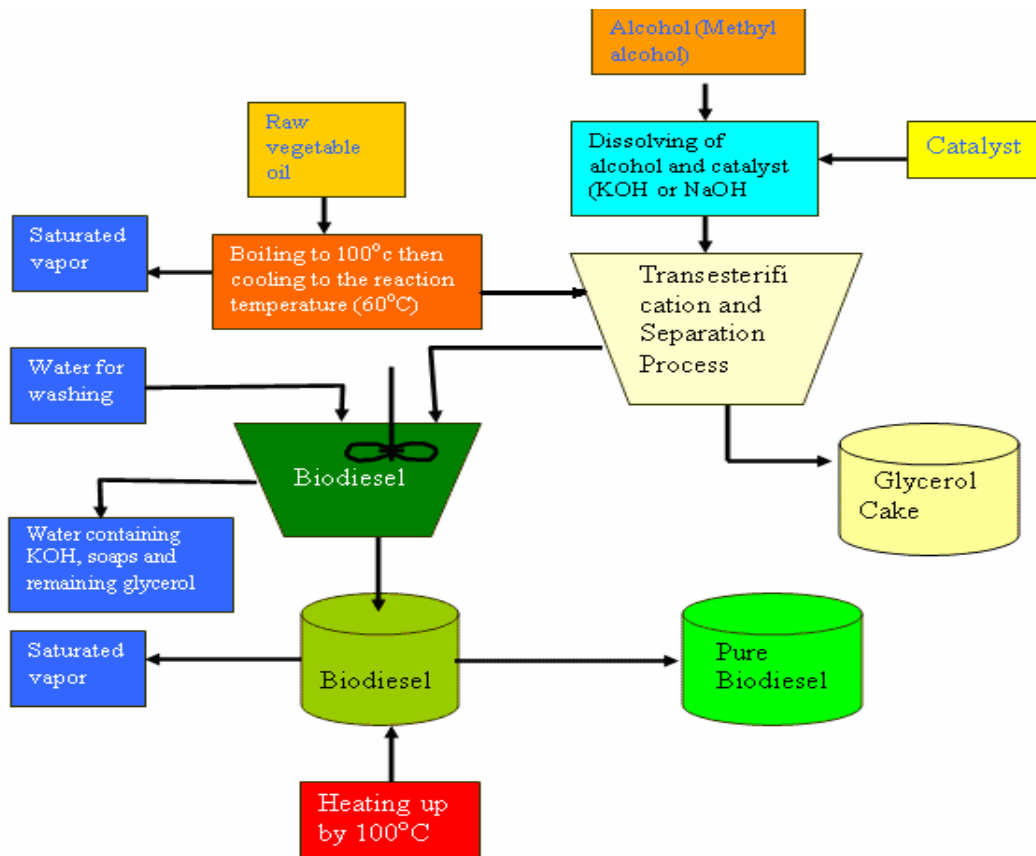 Alcohol (Methyl
alcohol)
Raw
vegetable
oil
Dissolving of
alcohol and catalyst
(KOH or NaOH
Catalyst
Saturated
vapor
Boiling to 100°c then
cooling to the reaction
temperature (60°C)
Transesterifi
cation and
Separation
Process
Water for
washing
Biodiesel
Glycerol
Cake
Water containing
KOH, soaps and
remaining glycerol
Saturated
vapor
Biodiesel
Pure
Biodiesel
Heating up
by 100°C